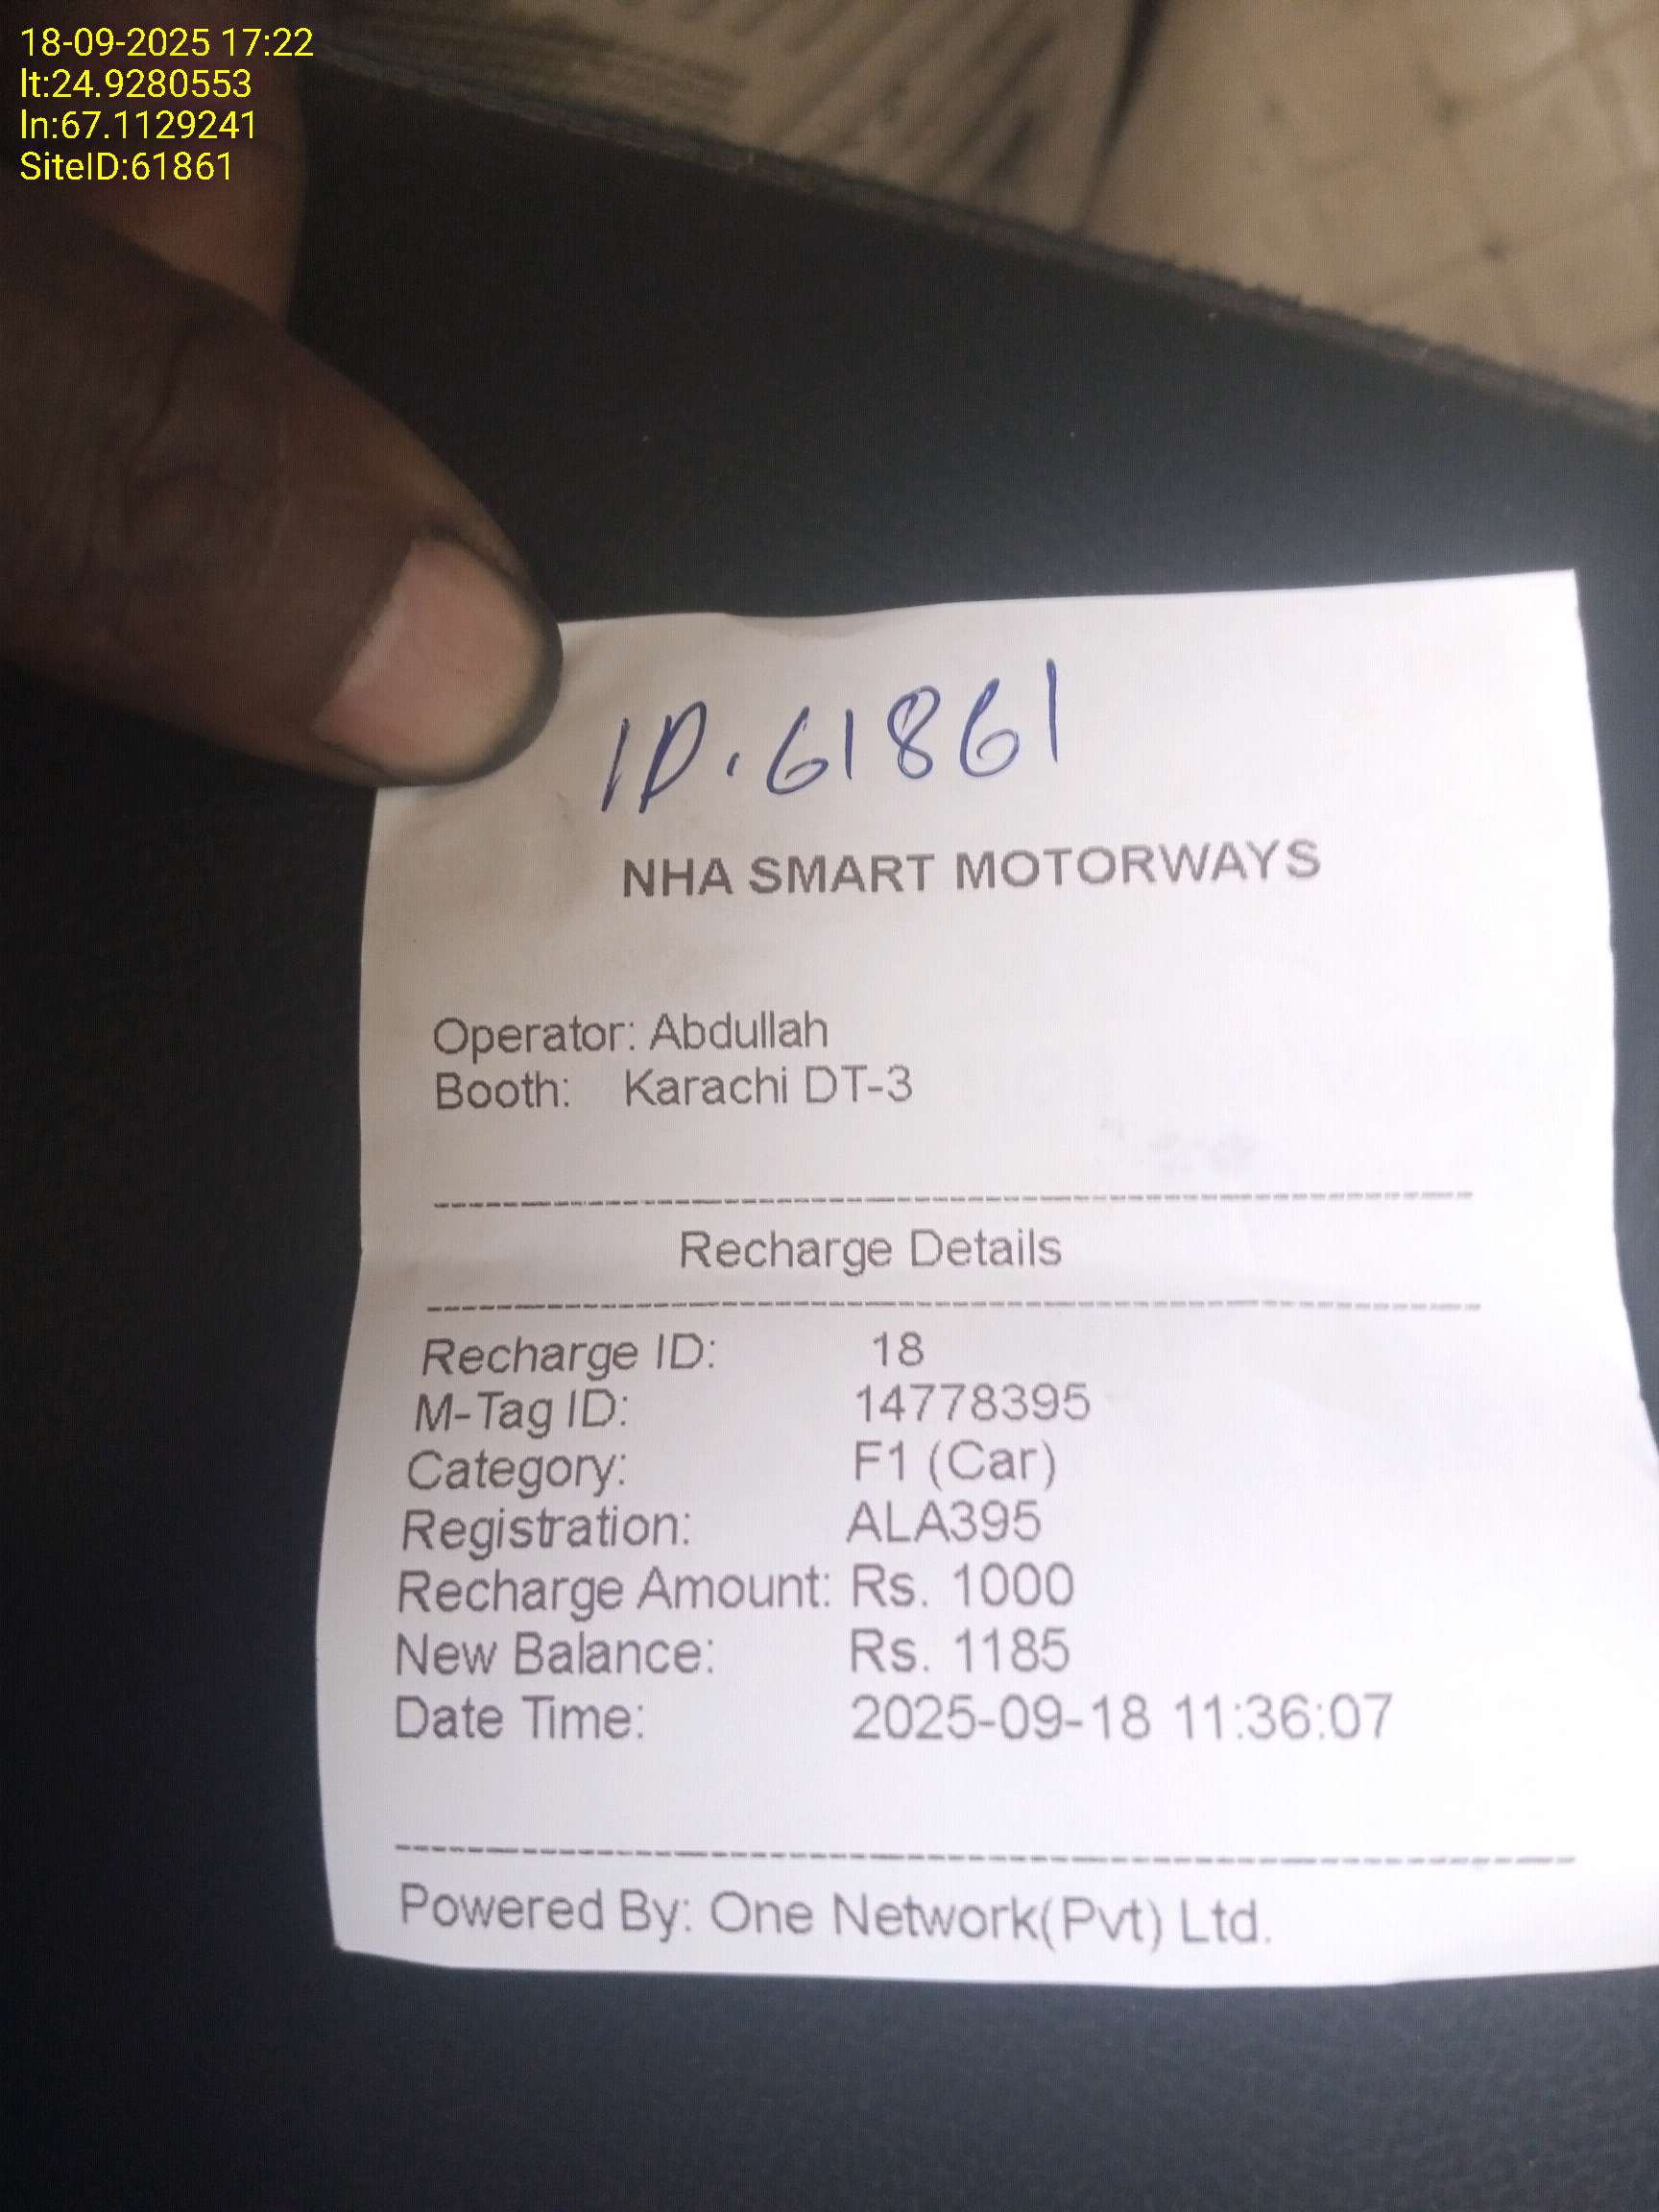 18-09-2025 17:22
lt:24.9280553
ln:67.1129241
SiteID:61861
ID.61861
NHA SMART MOTORWAYS
Operator: Abdullah
Booth: Karachi DT-3
Recharge Details
Recharge ID: 18
M-Tag ID: 14778395
Category: F1 (Car)
Registration: ALA395
Recharge Amount: Rs. 1000
New Balance: Rs. 1185
Date Time: 2025-09-18 11:36:07
Powered By: One Network(Pvt) Ltd.